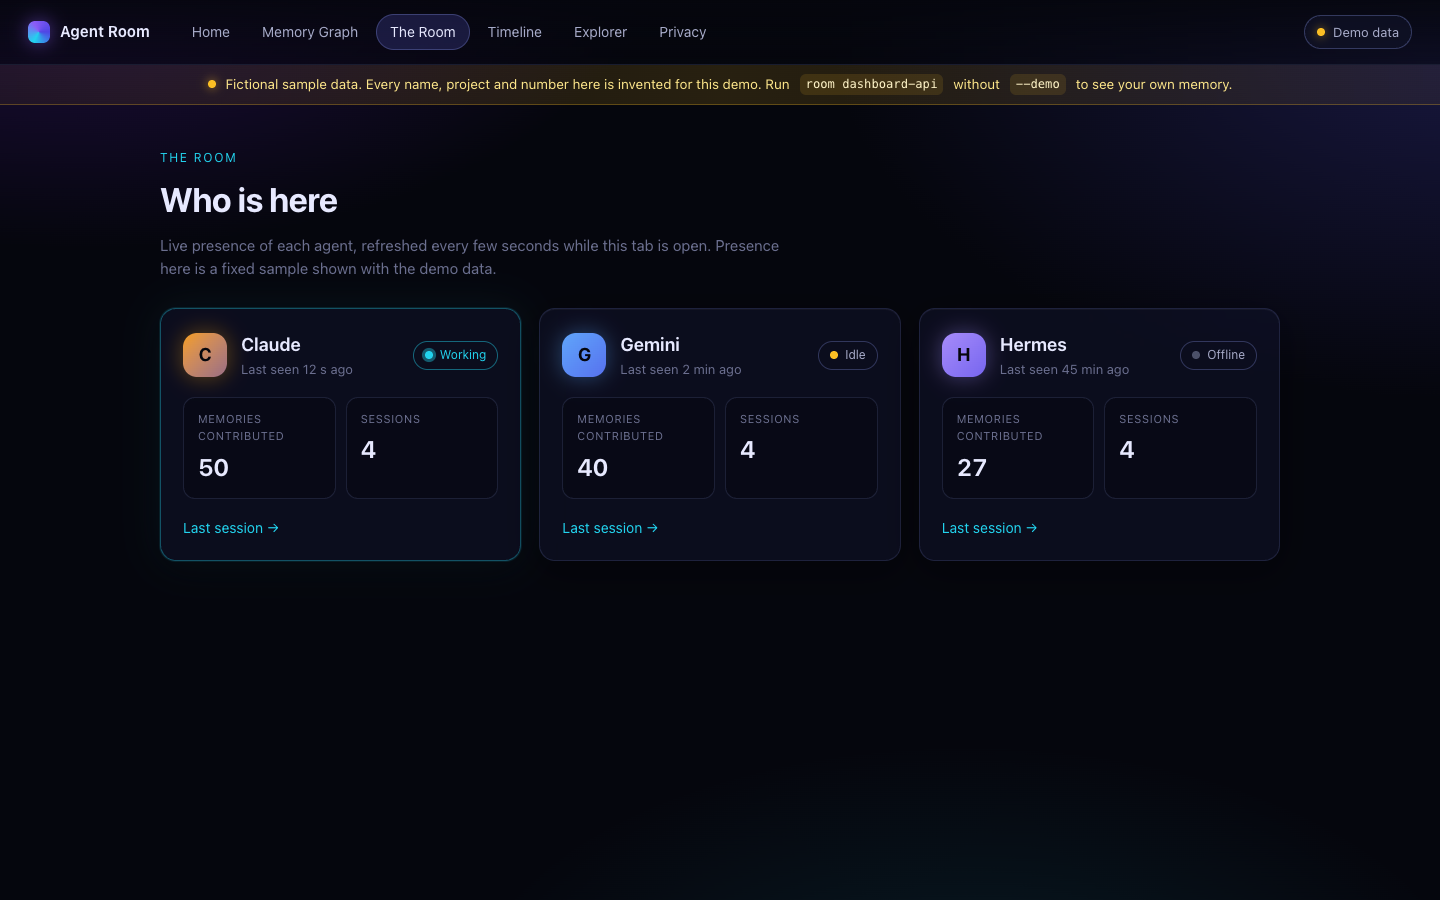 Agent Room
Home
Memory Graph
The Room
Timeline
Explorer
Privacy
Demo data
Fictional sample data. Every name, project and number here is invented for this demo. Run room dashboard-api without --demo to see your own memory.
THE ROOM
Who is here
Live presence of each agent, refreshed every few seconds while this tab is open. Presence
here is a fixed sample shown with the demo data.
C
Claude
Last seen 12 s ago
Working
MEMORIES
CONTRIBUTED
50
SESSIONS
4
Last session →
G
Gemini
Last seen 2 min ago
Idle
MEMORIES
CONTRIBUTED
40
SESSIONS
4
Last session →
H
Hermes
Last seen 45 min ago
Offline
MEMORIES
CONTRIBUTED
27
SESSIONS
4
Last session →